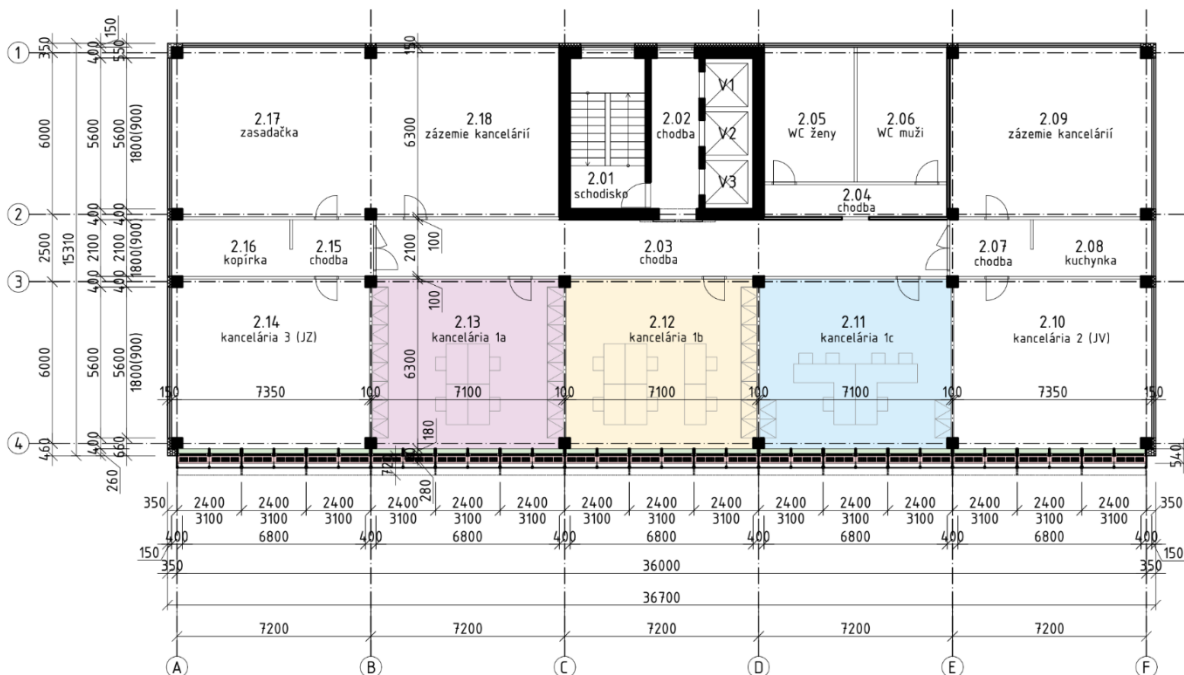 150
1
350
400
550
150
6000
5600
5600
1800(900)
6300
2.17
zasadačka
2.18
zázemie kancelárií
2.01
schodisko
2.02
chodba
V1
V2
V3
2.05
WC ženy
2.06
WC muži
2.04
chodba
2.09
zázemie kancelárií
2
400
400
2500
15310
2100
2100
1800(900)
2100
100
2.16
kopírka
2.15
chodba
2.03
chodba
2.07
chodba
2.08
kuchynka
3
400
400
100
6000
5600
5600
1800(900)
6300
2.14
kancelária 3 (JZ)
2.13
kancelária 1a
2.12
kancelária 1b
2.11
kancelária 1c
2.10
kancelária 2 (JV)
150 7350 100 7100 100 7100 100 7100 100 7350 150
4
460
400
660
260
180
280
540
350 2400 2400 2400 2400 2400 2400 2400 2400 2400 2400 2400 2400 2400 2400 2400 350
3100 3100 3100 3100 3100 3100 3100 3100 3100 3100 3100 3100 3100 3100 3100
400 6800 400 6800 400 6800 400 6800 400 6800 400
150 150
350 36000 350
36700
7200 7200 7200 7200 7200
A B C D E F